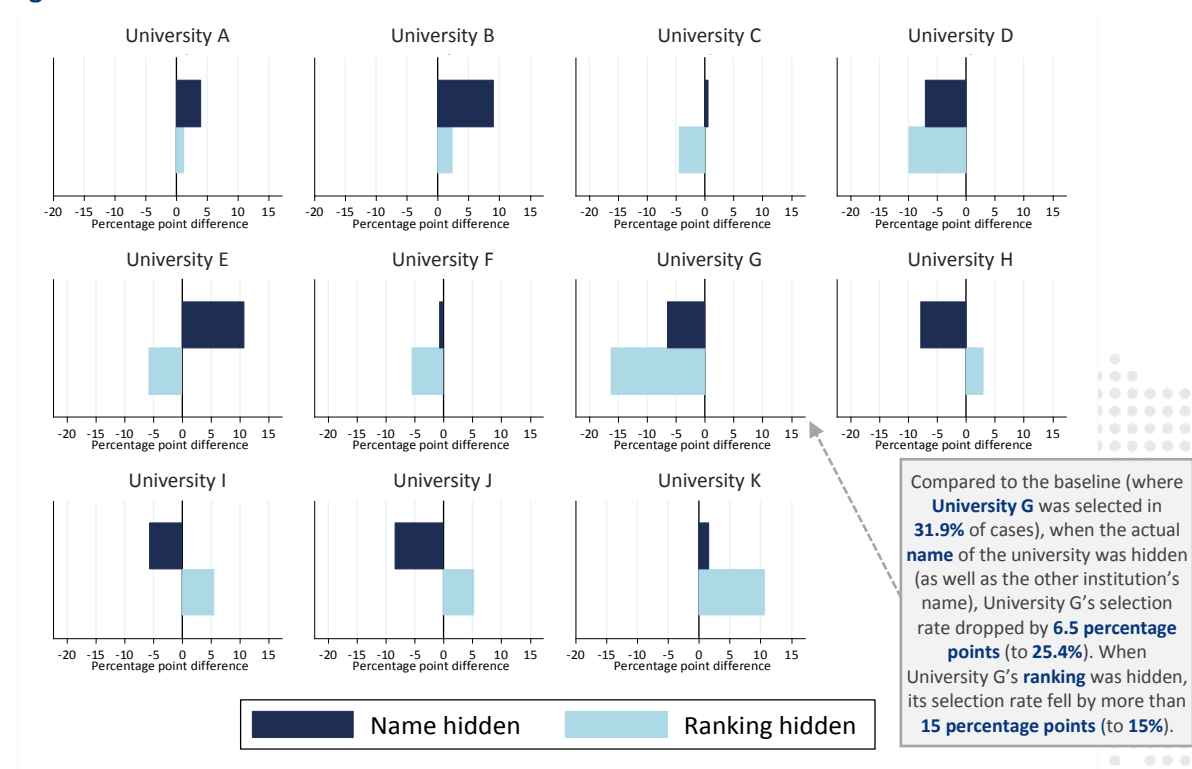 University A
University B
University C
University D
-20 -15 -10 -5 0 5 10 15
-20 -15 -10 -5 0 5 10 15
-20 -15 -10 -5 0 5 10 15
-20 -15 -10 -5 0 5 10 15
Percentage point difference
Percentage point difference
Percentage point difference
Percentage point difference
University E
University F
University G
University H
-20 -15 -10 -5 0 5 10 15
-20 -15 -10 -5 0 5 10 15
-20 -15 -10 -5 0 5 10 15
-20 -15 -10 -5 0 5 10 15
Percentage point difference
Percentage point difference
Percentage point difference
Percentage point difference
University I
University J
University K
-20 -15 -10 -5 0 5 10 15
-20 -15 -10 -5 0 5 10 15
-20 -15 -10 -5 0 5 10 15
Percentage point difference
Percentage point difference
Percentage point difference
Name hidden
Ranking hidden
Compared to the baseline (where
University G was selected in
31.9% of cases), when the actual
name of the university was hidden
(as well as the other institution's
name), University G's selection
rate dropped by 6.5 percentage
points (to 25.4%). When
University G's ranking was hidden,
its selection rate fell by more than
15 percentage points (to 15%).